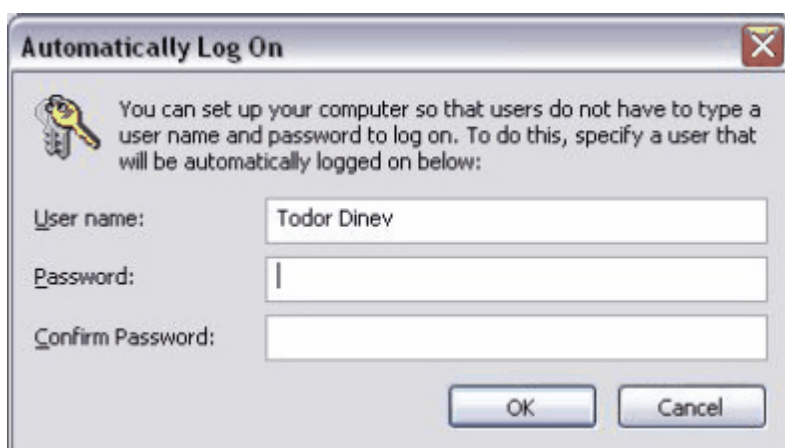 Automatically Log On
You can set up your computer so that users do not have to type a
user name and password to log on. To do this, specify a user that
will be automatically logged on below:
User name:
Todor Dinev
Password:
Confirm Password:
OK
Cancel